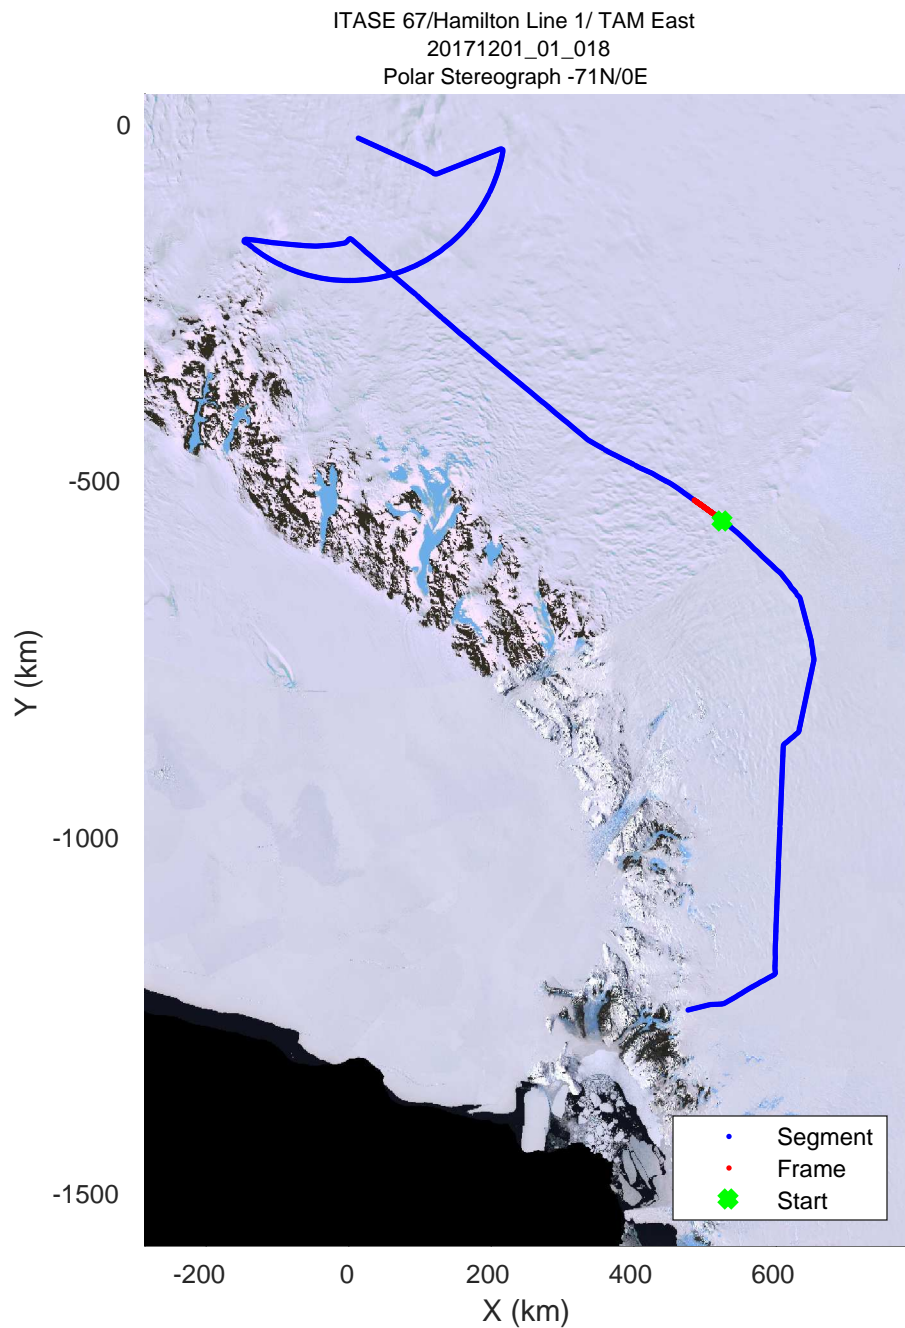 ITASE 67/Hamilton Line 1/ TAM East
20171201_01_018
Polar Stereograph -71N/0E
0
-500
-1000
-1500
Y (km)
Segment
Frame
Start
-200
0
200
400
600
X (km)